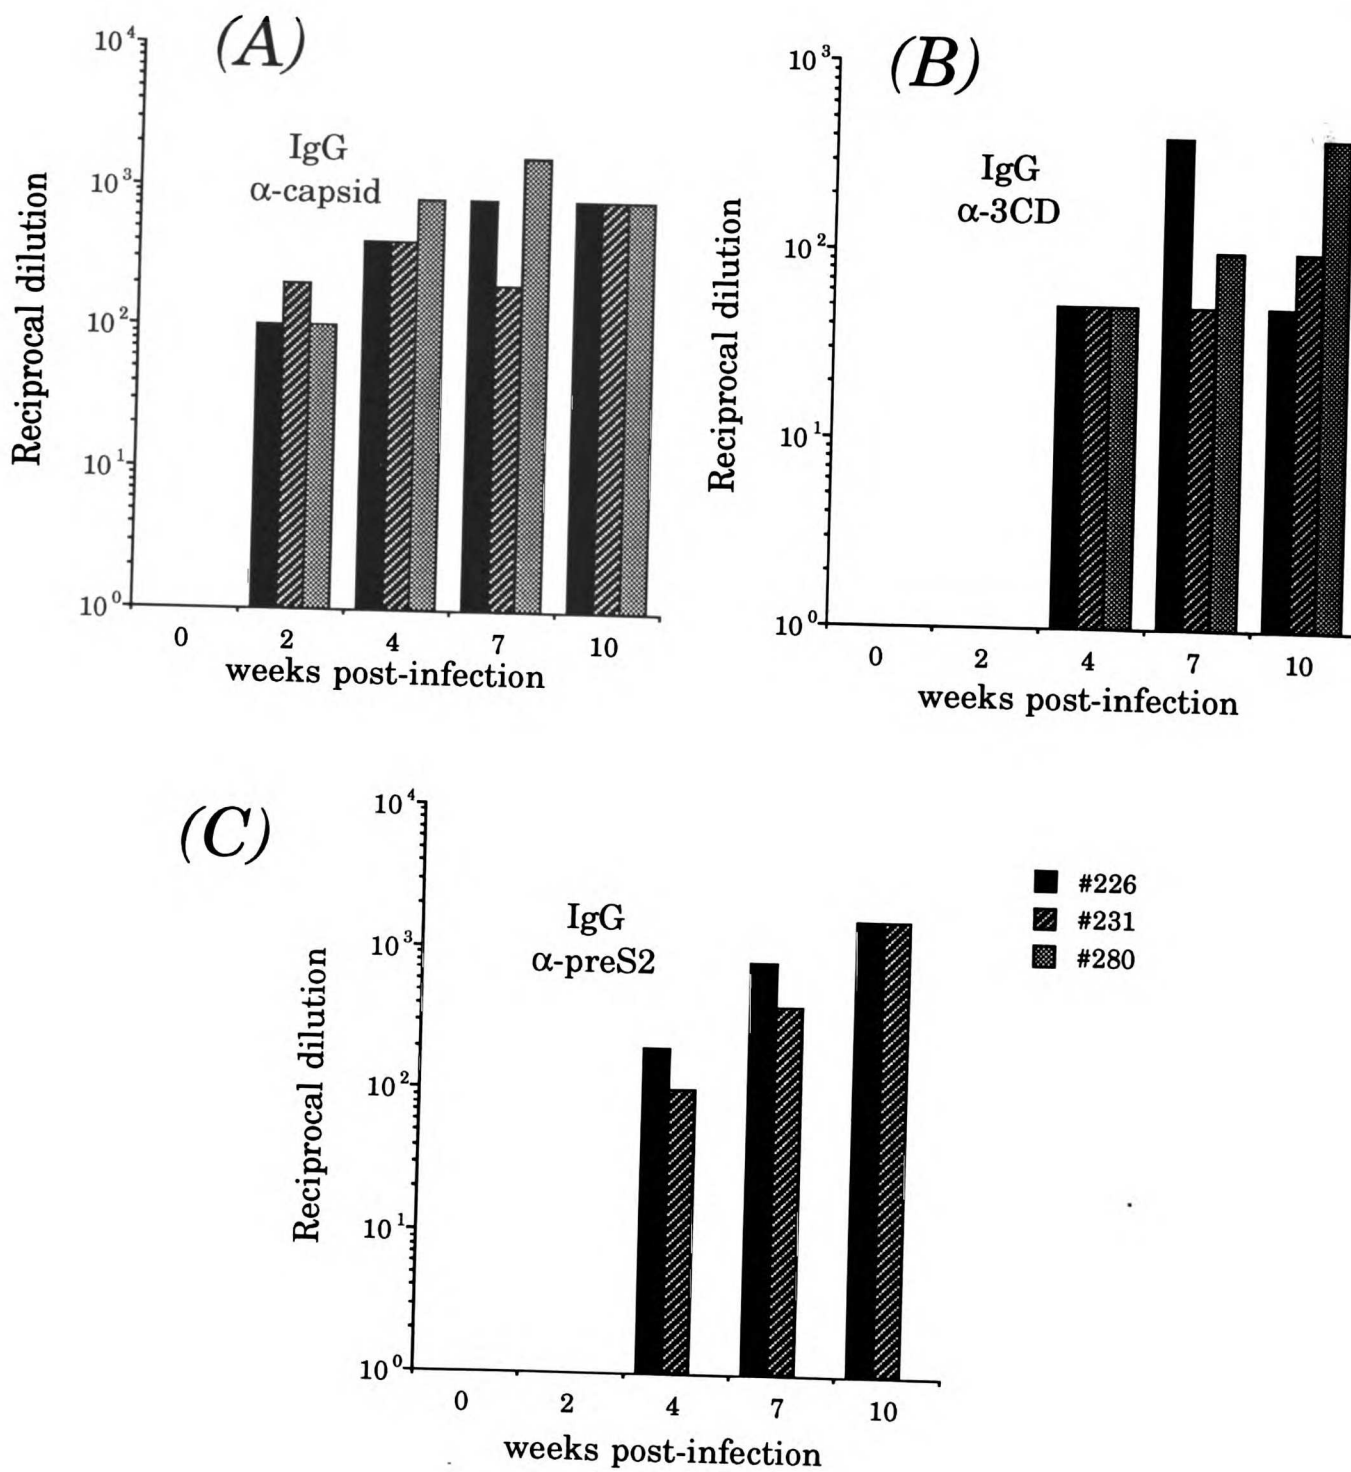 (A)
IgG
α-capsid
Reciprocal dilution
10⁴
10³
10²
10¹
10⁰
0 2 4 7 10
weeks post-infection
(B)
IgG
α-3CD
Reciprocal dilution
10³
10²
10¹
10⁰
0 2 4 7 10
weeks post-infection
(C)
IgG
α-preS2
Reciprocal dilution
10⁴
10³
10²
10¹
10⁰
0 2 4 7 10
weeks post-infection
#226
#231
#280